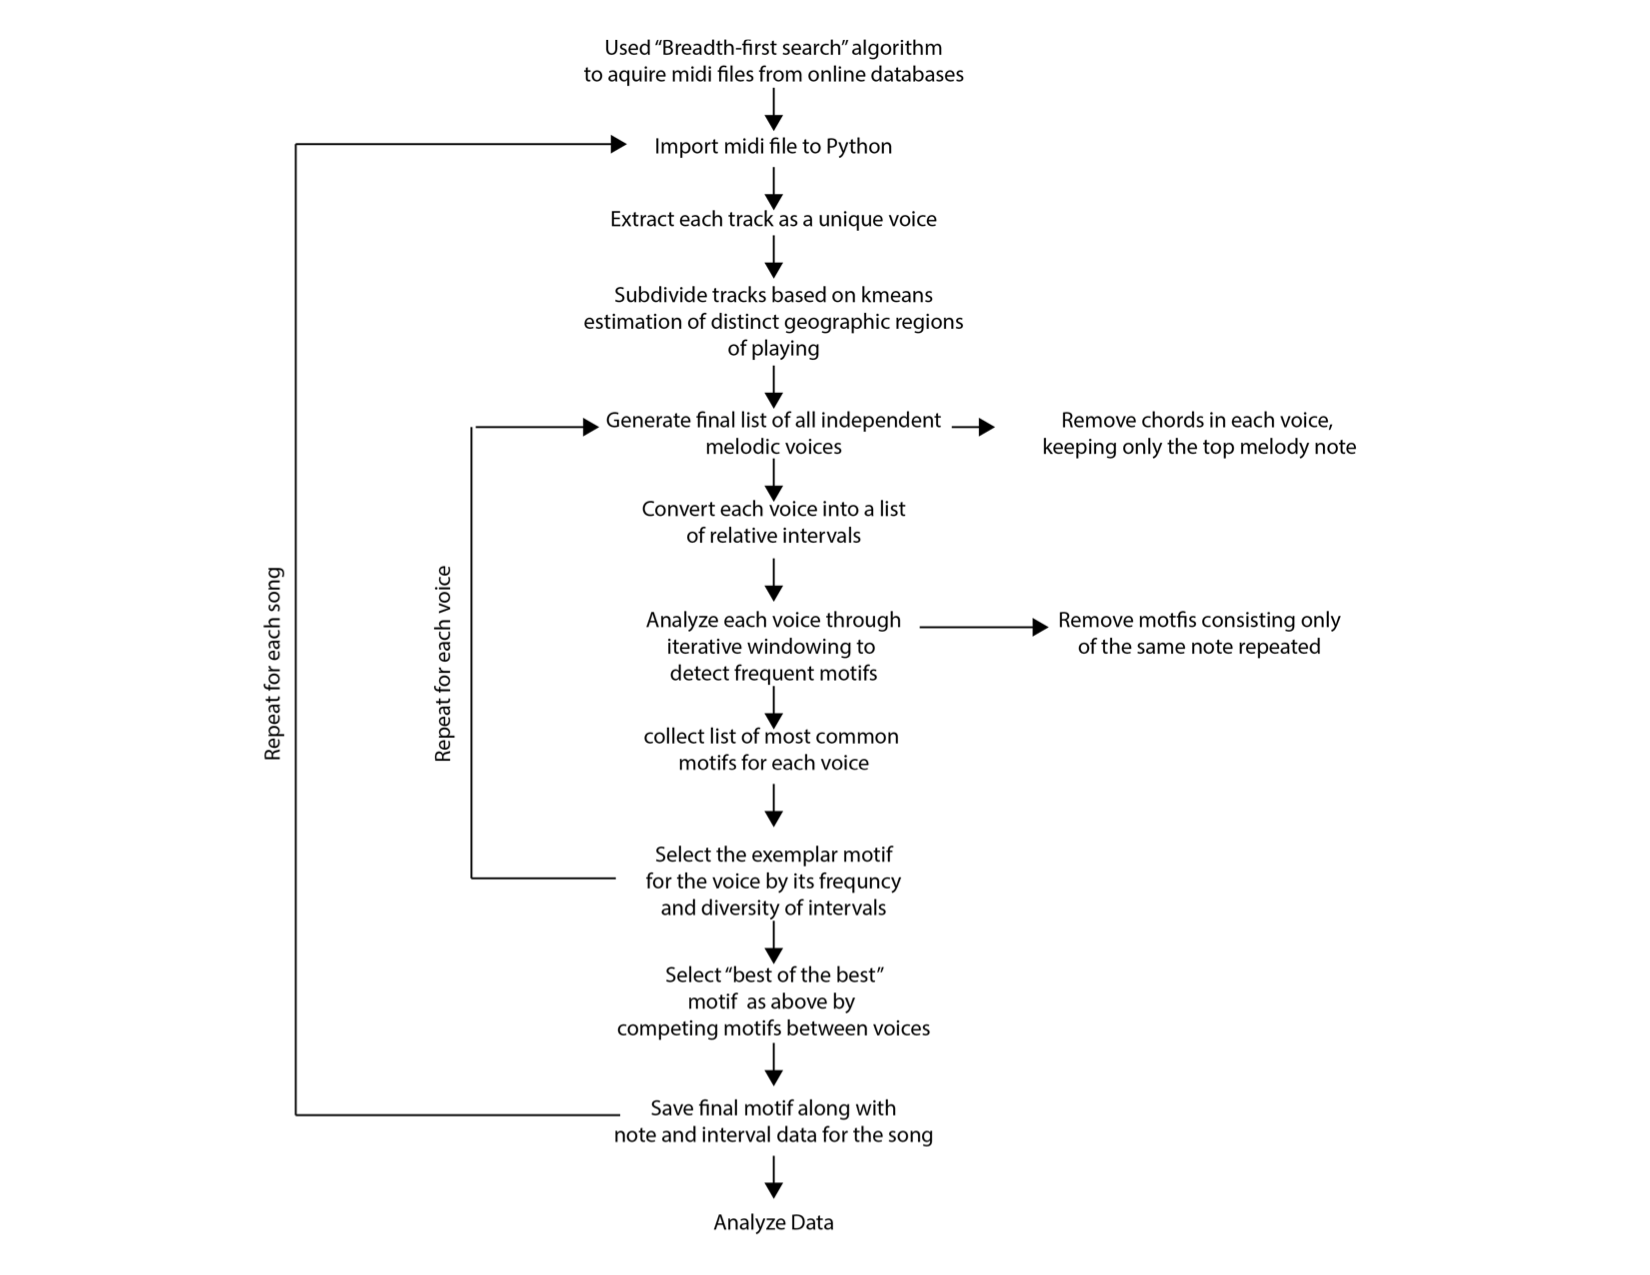 Used “Breadth-first search” algorithm
to aquire midi files from online databases
Import midi file to Python
Extract each track as a unique voice
Subdivide tracks based on kmeans
estimation of distinct geographic regions
of playing
Generate final list of all independent
melodic voices
Remove chords in each voice,
keeping only the top melody note
Convert each voice into a list
of relative intervals
Analyze each voice through
iterative windowing to
detect frequent motifs
Remove motfis consisting only
of the same note repeated
collect list of most common
motifs for each voice
Select the exemplar motif
for the voice by its frequncy
and diversity of intervals
Repeat for each voice
Select “best of the best”
motif as above by
competing motifs between voices
Save final motif along with
note and interval data for the song
Repeat for each song
Analyze Data